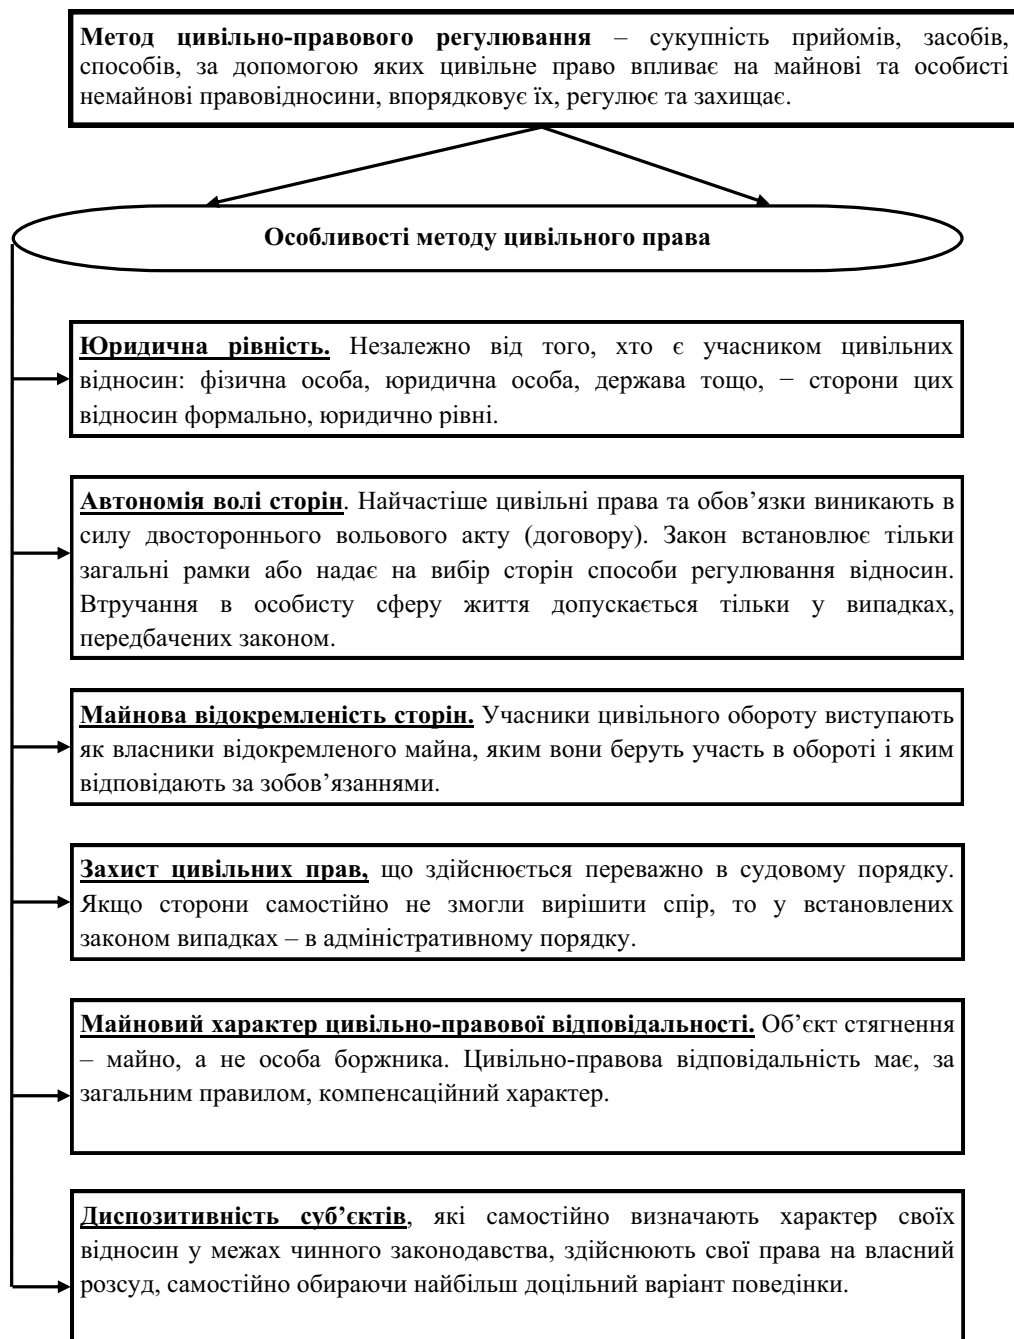 Метод цивільно-правового регулювання – сукупність прийомів, засобів,
способів, за допомогою яких цивільне право впливає на майнові та особисті
немайнові правовідносини, впорядковує їх, регулює та захищає.
Особливості методу цивільного права
Юридична рівність. Незалежно від того, хто є учасником цивільних
відносин: фізична особа, юридична особа, держава тощо, − сторони цих
відносин формально, юридично рівні.
Автономія волі сторін. Найчастіше цивільні права та обов’язки виникають в
силу двостороннього вольового акту (договору). Закон встановлює тільки
загальні рамки або надає на вибір сторін способи регулювання відносин.
Втручання в особисту сферу життя допускається тільки у випадках,
передбачених законом.
Майнова відокремленість сторін. Учасники цивільного обороту виступають
як власники відокремленого майна, яким вони беруть участь в обороті і яким
відповідають за зобов’язаннями.
Захист цивільних прав, що здійснюється переважно в судовому порядку.
Якщо сторони самостійно не змогли вирішити спір, то у встановлених
законом випадках – в адміністративному порядку.
Майновий характер цивільно-правової відповідальності. Об’єкт стягнення
– майно, а не особа боржника. Цивільно-правова відповідальність має, за
загальним правилом, компенсаційний характер.
Диспозитивність суб’єктів, які самостійно визначають характер своїх
відносин у межах чинного законодавства, здійснюють свої права на власний
розсуд, самостійно обираючи найбільш доцільний варіант поведінки.